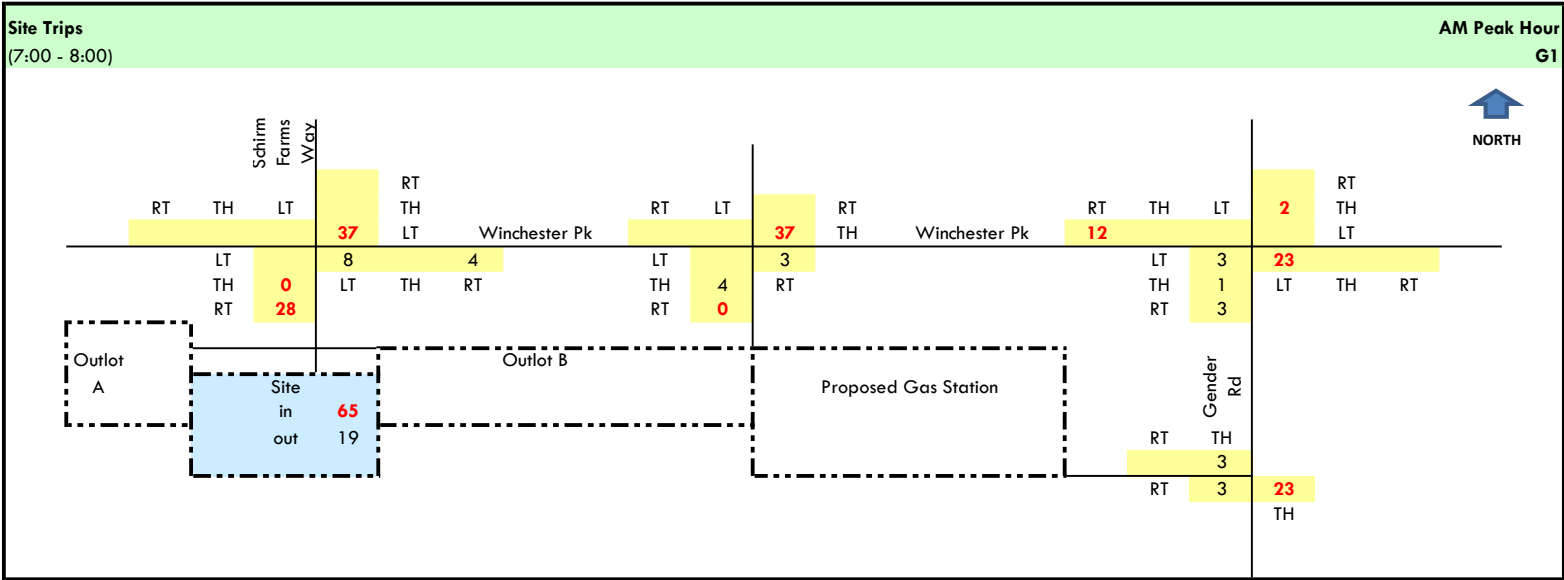 Site Trips AM Peak Hour
(7:00 - 8:00) G1
NORTH
Schirm
Farms
Way
RT
RT TH LT TH
37 LT Winchester Pk
RT LT RT
37 TH Winchester Pk
RT
RT TH LT 2 TH
12 LT
LT 8 4
TH 0 LT TH RT
RT 28
LT 3
TH 4 RT
RT 0
LT 3 23
TH 1 LT TH RT
RT 3
Outlot
A
Outlot B
Site
in 65
out 19
Proposed Gas Station
Gender
Rd
RT TH
3
RT 3 23
TH